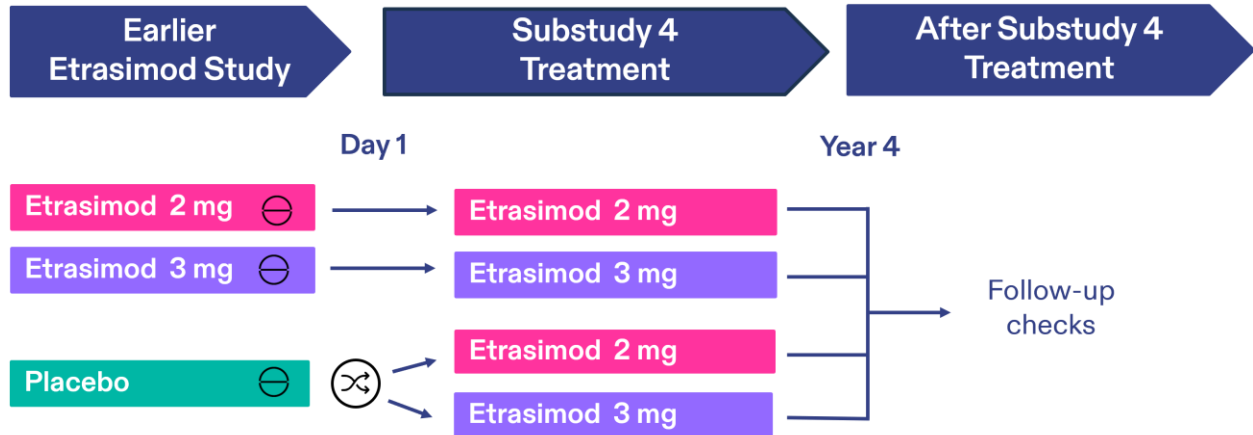 Earlier
Etrasimod Study
Substudy 4
Treatment
After Substudy 4
Treatment
Day 1
Year 4
Etrasimod 2 mg
Etrasimod 2 mg
Etrasimod 3 mg
Etrasimod 3 mg
Follow-up
checks
Etrasimod 2 mg
Placebo
Etrasimod 3 mg